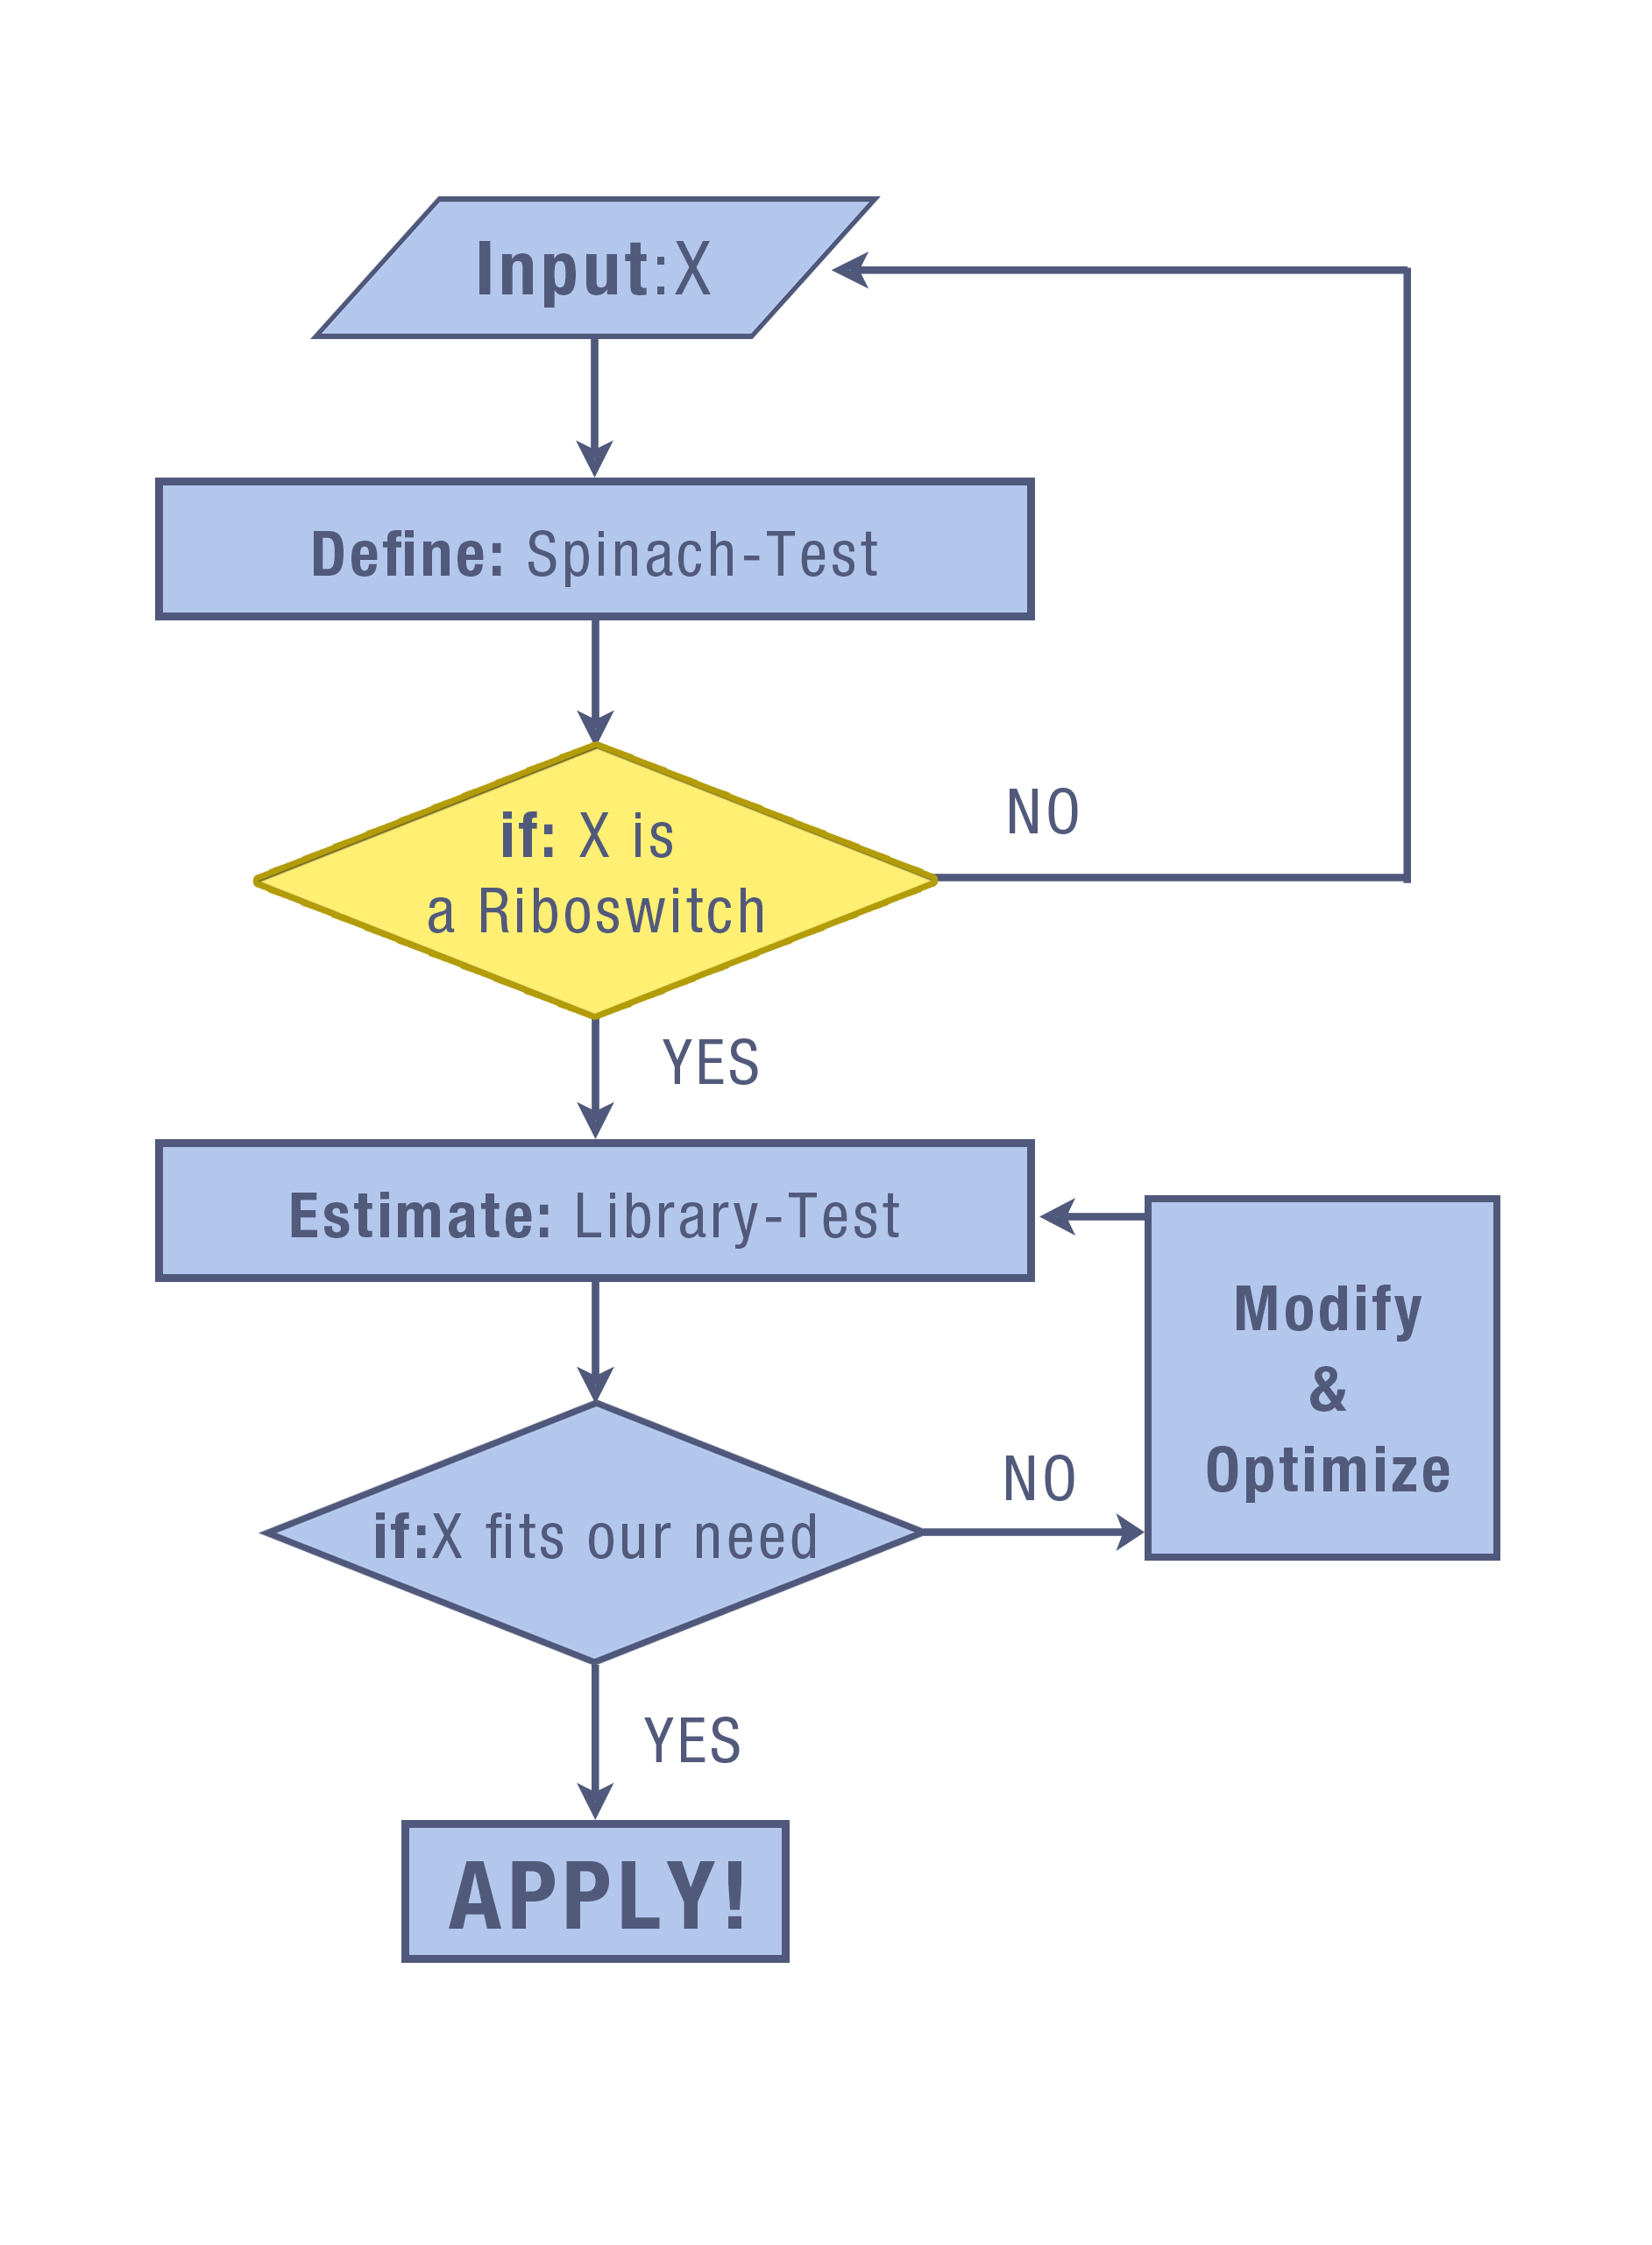 Input:X
Define: Spinach-Test
if: X is
a Riboswitch
NO
YES
Estimate: Library-Test
Modify
&
Optimize
if:X fits our need
NO
YES
APPLY!